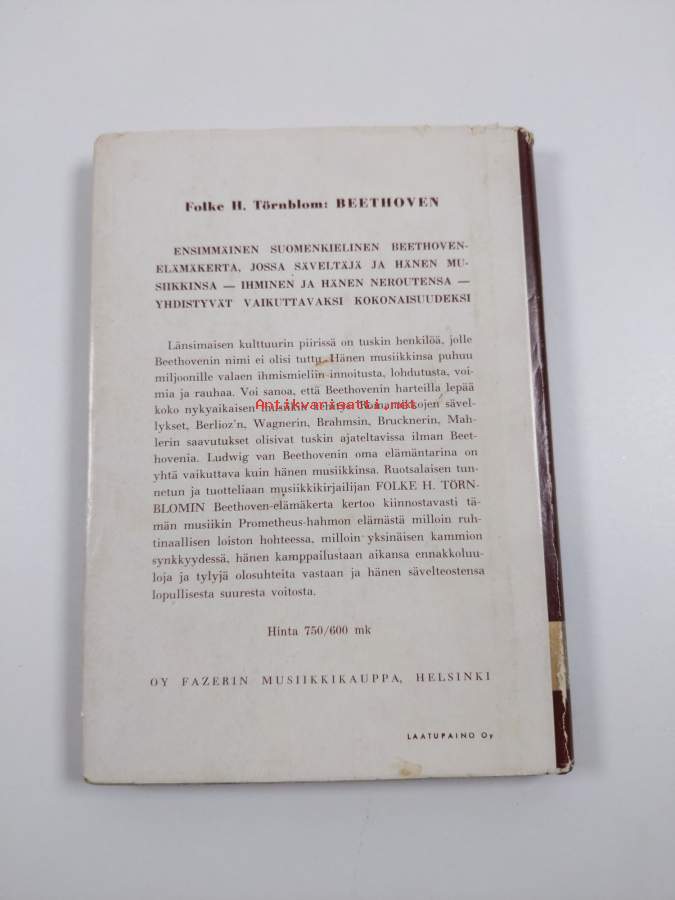 Folke H. Törnblom: BEETHOVEN
ENSIMMÄINEN SUOMENKIELINEN BEETHOVEN-
ELÄMÄKERTA, JOSSA SÄVELTÄJÄ JA HÄNEN MU-
SIIKKINSA — IHMINEN JA HÄNEN NEROUTENSA —
YHDISTYVÄT VAIKUTTAVAKSI KOKONAISUUDEKSI
Länsimaisen kulttuurin piirissä on tuskin henkilöä, jolle
Beethovenin nimi ei olisi tuttu. Hänen musiikkinsa puhuu
miljoonille valaen ihmismieliin innoitusta, lohdutusta, voi-
mia ja rauhaa. Voi sanoa, että Beethovenin harteilla lepää
koko nykyaikaisen musiikin
Antikvariaatti.net
lykset, Berlioz'n, Wagnerin, Brahmsin, Brucknerin, Mah-
lerin saavutukset olisivat tuskin ajateltavissa ilman Beet-
hovenia. Ludwig van Beethovenin oma elämäntarina on
yhtä vaikuttava kuin hänen musiikkinsa. Ruotsalaisen tun-
netun ja tuotteliaan musiikkikirjailijan FOLKE H. TÖRN-
BLOMIN Beethoven-elämäkerta kertoo kiinnostavasti tä-
män musiikin Prometheus-hahmon elämästä milloin ruh-
tinaallisen loiston hohteessa, milloin yksinäisen kammion
synkkyydessä, hänen kamppailustaan aikansa ennakkoluu-
loja ja tylyjä olosuhteita vastaan ja hänen sävelteostensa
lopullisesta suuresta voitosta.
Hinta 750/600 mk
OY FAZERIN MUSIIKKIKAUPPA, HELSINKI
LAATUPAINO Oy